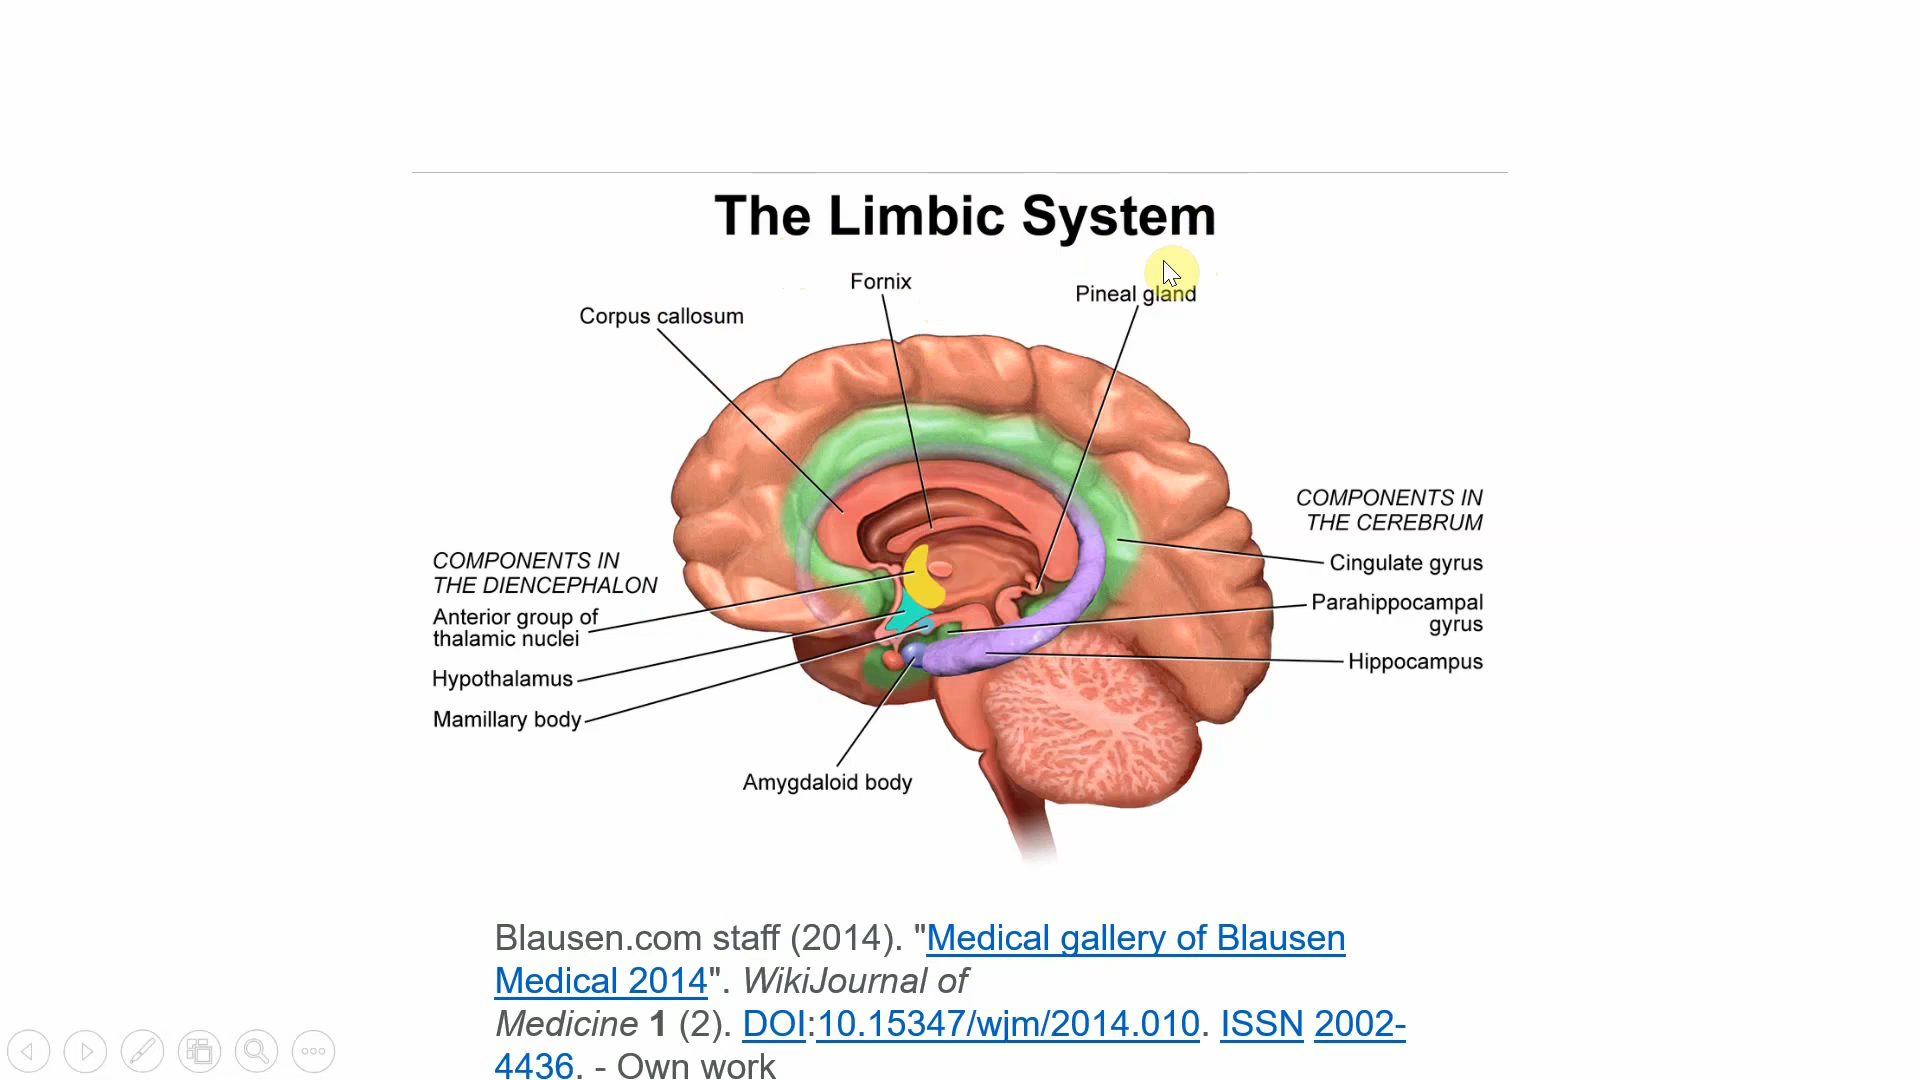 The Limbic System
Fornix
Pineal gland
Corpus callosum
COMPONENTS IN
THE CEREBRUM
Cingulate gyrus
Parahippocampal
gyrus
Hippocampus
COMPONENTS IN
THE DIENCEPHALON
Anterior group of
thalamic nuclei
Hypothalamus
Mamillary body
Amygdaloid body
Blausen.com staff (2014). "Medical gallery of Blausen
Medical 2014". WikiJournal of
Medicine 1 (2). DOI:10.15347/wjm/2014.010. ISSN 2002-
4436. - Own work